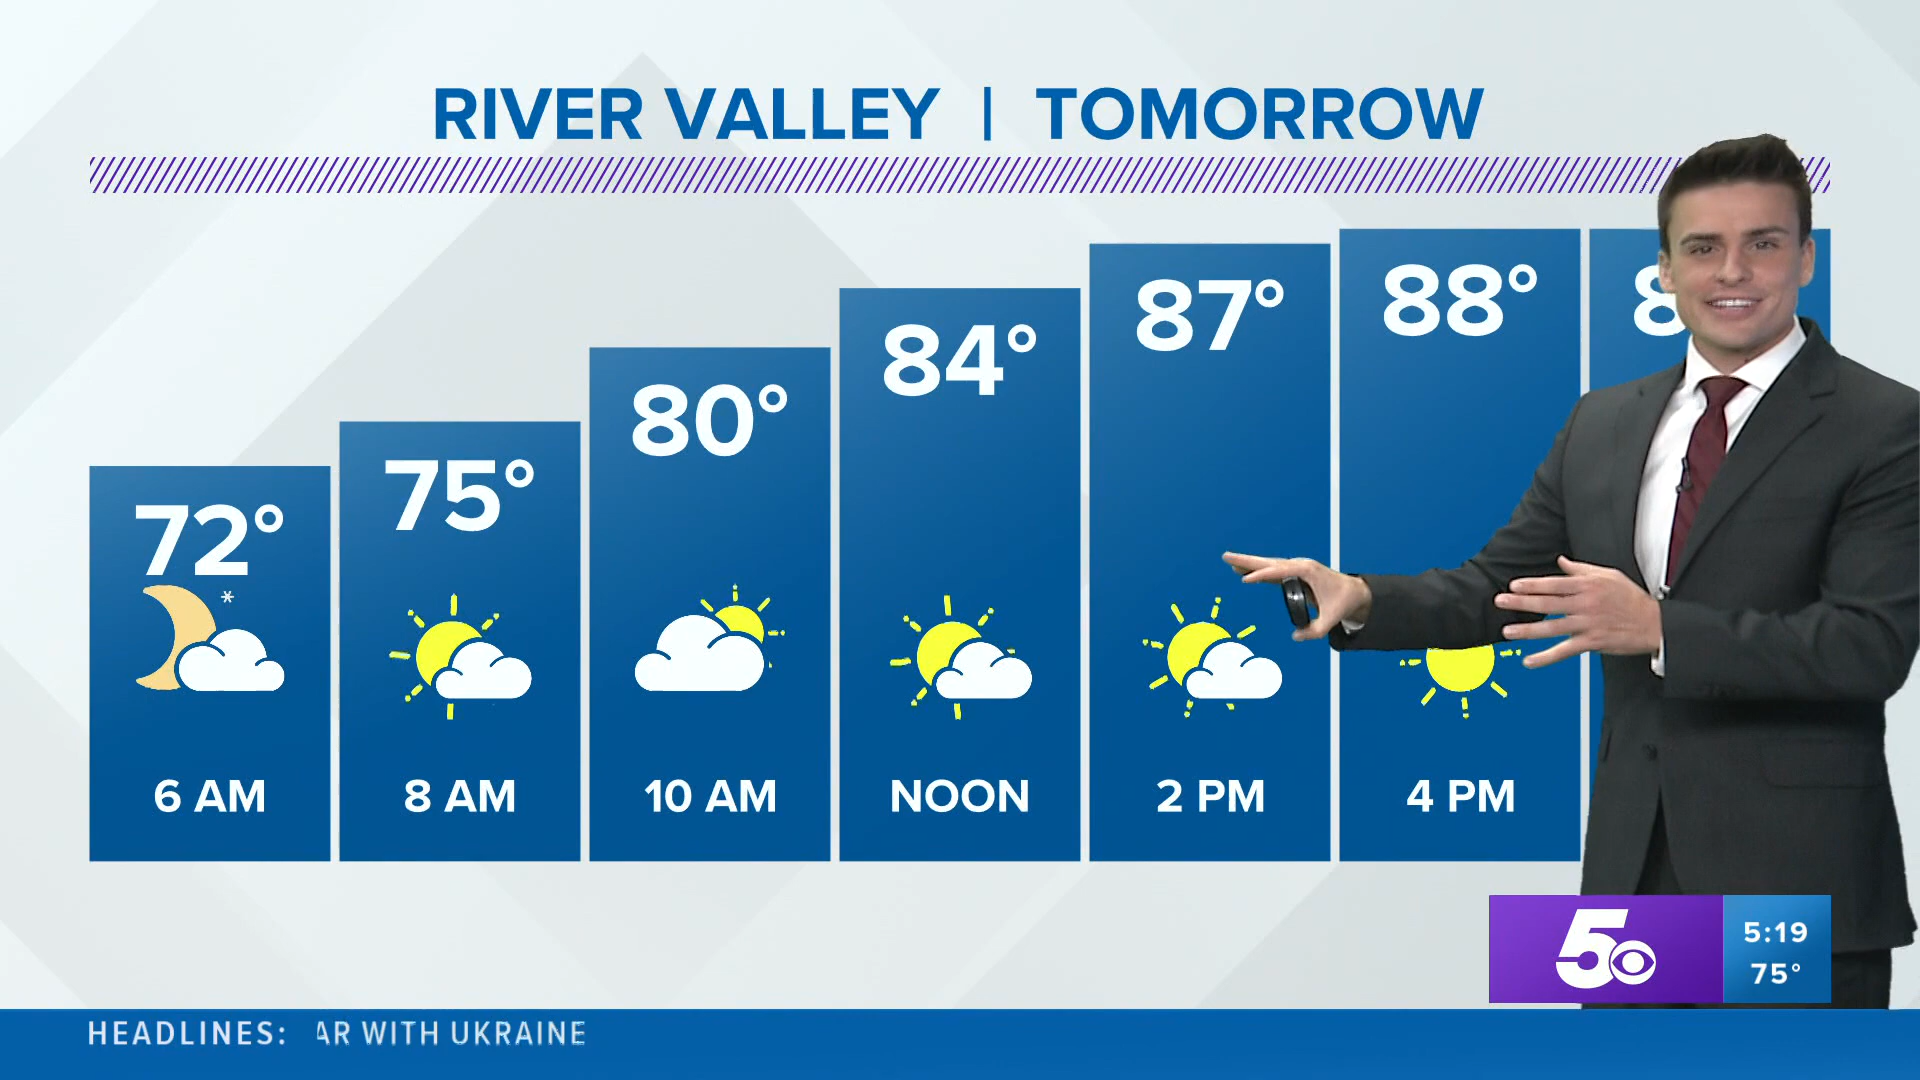 RIVER VALLEY | TOMORROW
72°
75°
80°
84°
87°
88°
6 AM
8 AM
10 AM
NOON
2 PM
4 PM
5
5:19
75°
HEADLINES: AR WITH UKRAINE